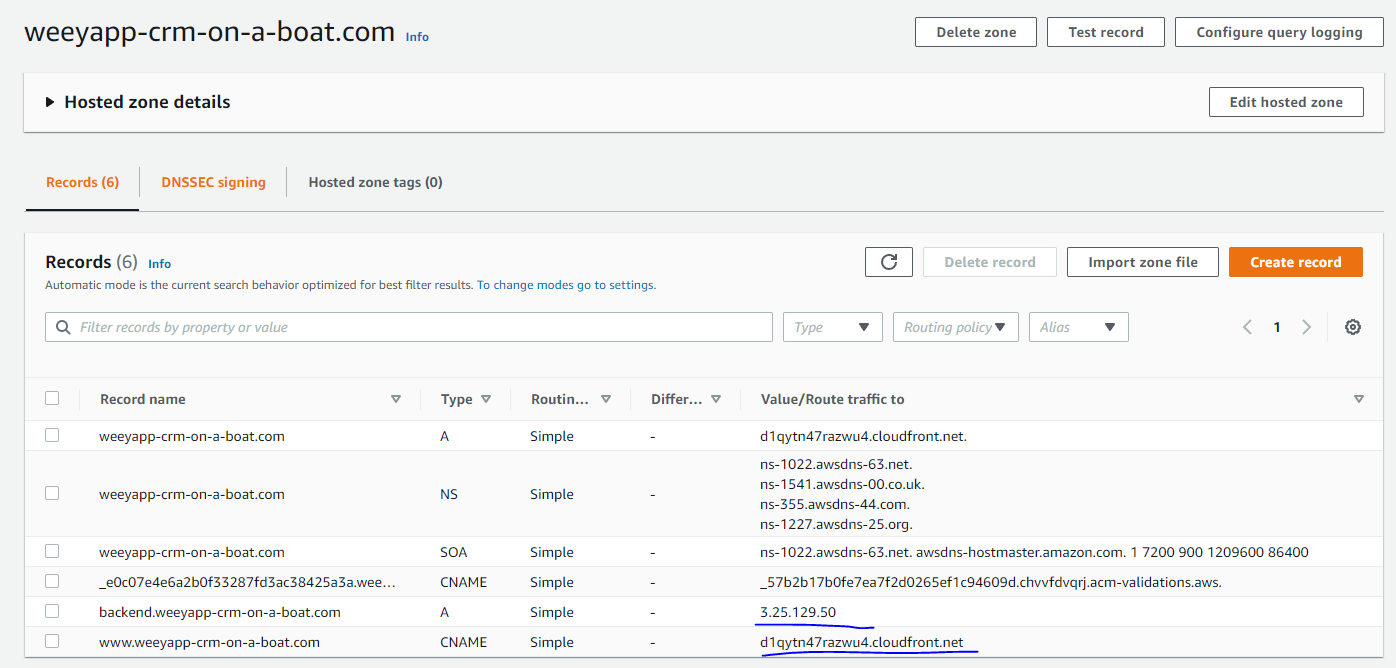 weeyapp-crm-on-a-boat.com Info
Delete zone Test record Configure query logging
Hosted zone details Edit hosted zone
Records (6) DNSSEC signing Hosted zone tags (0)
Records (6) Info
Delete record Import zone file Create record
Automatic mode is the current search behavior optimized for best filter results. To change modes go to settings.
Filter records by property or value Type Routing policy Alias 1
Record name Type Routin... Differ... Value/Route traffic to
weeyapp-crm-on-a-boat.com A Simple - d1qytn47razwu4.cloudfront.net.
ns-1022.awsdns-63.net.
ns-1541.awsdns-00.co.uk.
weeyapp-crm-on-a-boat.com NS Simple -
ns-355.awsdns-44.com.
ns-1227.awsdns-25.org.
weeyapp-crm-on-a-boat.com SOA Simple - ns-1022.awsdns-63.net. awsdns-hostmaster.amazon.com. 1 7200 900 1209600 86400
_e0c07e4e6a2b0f33287fd3ac38425a3a.wee... CNAME Simple - _57b2b17b0fe7ea7f2d0265ef1c94609d.chvvfdvqrj.acm-validations.aws.
backend.weeyapp-crm-on-a-boat.com A Simple - 3.25.129.50
www.weeyapp-crm-on-a-boat.com CNAME Simple - d1qytn47razwu4.cloudfront.net